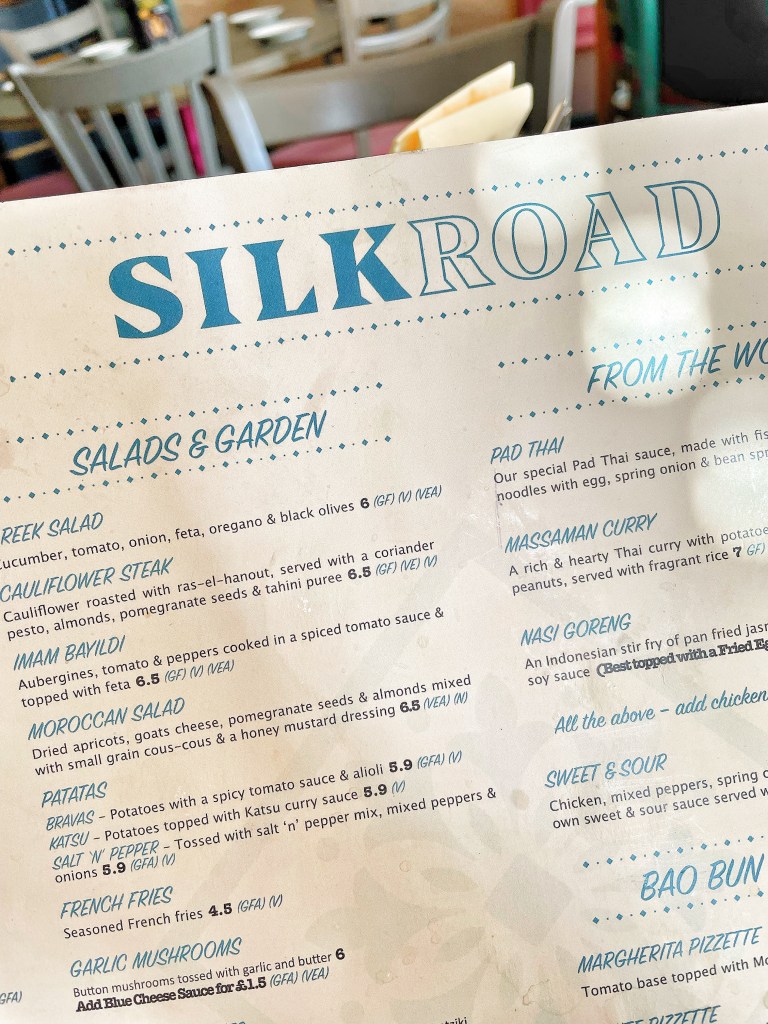 SILKROAD
SALADS & GARDEN
REEK SALAD
cucumber, tomato, onion, feta, oregano & black olives 6 (GF) (V) (VEA)
CAULIFLOWER STEAK
Cauliflower roasted with ras-el-hanout, served with a coriander
pesto, almonds, pomegranate seeds & tahini puree 6.5 (GF) (VE) (V)
IMAM BAYILDI
Aubergines, tomato & peppers cooked in a spiced tomato sauce &
topped with feta 6.5 (GF) (V) (VEA)
MOROCCAN SALAD
Dried apricots, goats cheese, pomegranate seeds & almonds mixed
with small grain cous-cous & a honey mustard dressing 6.5 (VEA) (N)
PATATAS
BRAVAS – Potatoes with a spicy tomato sauce & alioli 5.9 (GFA) (V)
KATSU – Potatoes topped with Katsu curry sauce 5.9 (V)
SALT 'N' PEPPER – Tossed with salt 'n' pepper mix, mixed peppers &
onions 5.9 (GFA) (V)
FRENCH FRIES
Seasoned French fries 4.5 (GFA) (V)
GARLIC MUSHROOMS
Button mushrooms tossed with garlic and butter 6
Add Blue Cheese Sauce for £1.5 (GFA) (VEA)
GFA)
FROM THE WO
PAD THAI
Our special Pad Thai sauce, made with fis
noodles with egg, spring onion & bean spr
MASSAMAN CURRY
A rich & hearty Thai curry with potatoe
peanuts, served with fragrant rice 7 GF)
NASI GORENG
An Indonesian stir fry of pan fried jasm
soy sauce (Best topped with a Fried Eg
All the above – add chicken
SWEET & SOUR
Chicken, mixed peppers, spring o
own sweet & sour sauce served w
BAO BUN
MARGHERITA PIZZETTE
Tomato base topped with Mo
PIZZETTE